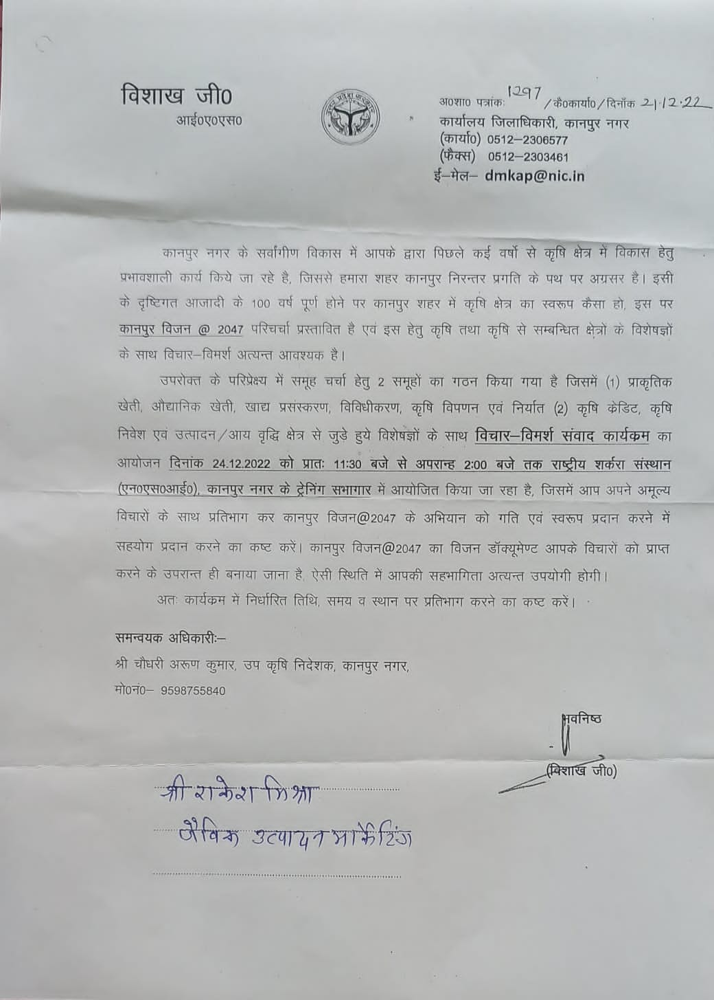 विशाख जी0
आई0ए0एस0
उत्तर प्रदेश सरकार
अ0शा0 पत्रांकः 1297 /कै0कार्या0/दिनाँक 21.12.22
कार्यालय जिलाधिकारी, कानपुर नगर
(कार्या0) 0512–2306577
(फैक्स) 0512–2303461
ई–मेल– dmkap@nic.in
कानपुर नगर के सर्वांगीण विकास में आपके द्वारा पिछले कई वर्षो से कृषि क्षेत्र में विकास हेतु
प्रभावशाली कार्य किये जा रहे है, जिससे हमारा शहर कानपुर निरन्तर प्रगति के पथ पर अग्रसर है। इसी
के दृष्टिगत आजादी के 100 वर्ष पूर्ण होने पर कानपुर शहर में कृषि क्षेत्र का स्वरूप कैसा हो, इस पर
कानपुर विजन @ 2047 परिचर्चा प्रस्तावित है एवं इस हेतु कृषि तथा कृषि से सम्बन्धित क्षेत्रों के विशेषज्ञों
के साथ विचार–विमर्श अत्यन्त आवश्यक है।
उपरोक्त के परिप्रेक्ष्य में समूह चर्चा हेतु 2 समूहों का गठन किया गया है जिसमें (1) प्राकृतिक
खेती, औद्यानिक खेती, खाद्य प्रसंस्करण, विविधीकरण, कृषि विपणन एवं निर्यात (2) कृषि क्रेडिट, कृषि
निवेश एवं उत्पादन/आय वृद्धि क्षेत्र से जुड़े हुये विशेषज्ञों के साथ विचार–विमर्श संवाद कार्यक्रम का
आयोजन दिनांक 24.12.2022 को प्रातः 11:30 बजे से अपरान्ह 2:00 बजे तक राष्ट्रीय शर्करा संस्थान
(एन0एस0आई0), कानपुर नगर के ट्रेनिंग सभागार में आयोजित किया जा रहा है, जिसमें आप अपने अमूल्य
विचारों के साथ प्रतिभाग कर कानपुर विजन@2047 के अभियान को गति एवं स्वरूप प्रदान करने में
सहयोग प्रदान करने का कष्ट करें। कानपुर विजन@2047 का विजन डॉक्यूमेण्ट आपके विचारों को प्राप्त
करने के उपरान्त ही बनाया जाना है, ऐसी स्थिति में आपकी सहभागिता अत्यन्त उपयोगी होगी।
अतः कार्यक्रम में निर्धारित तिथि, समय व स्थान पर प्रतिभाग करने का कष्ट करें।
समन्वयक अधिकारीः–
श्री चौधरी अरूण कुमार, उप कृषि निदेशक, कानपुर नगर,
मो0नं0– 9598755840
भवनिष्ठ
(विशाख जी0)
श्री राकेश मिश्रा
जैविक उत्पादन मार्केटिंग